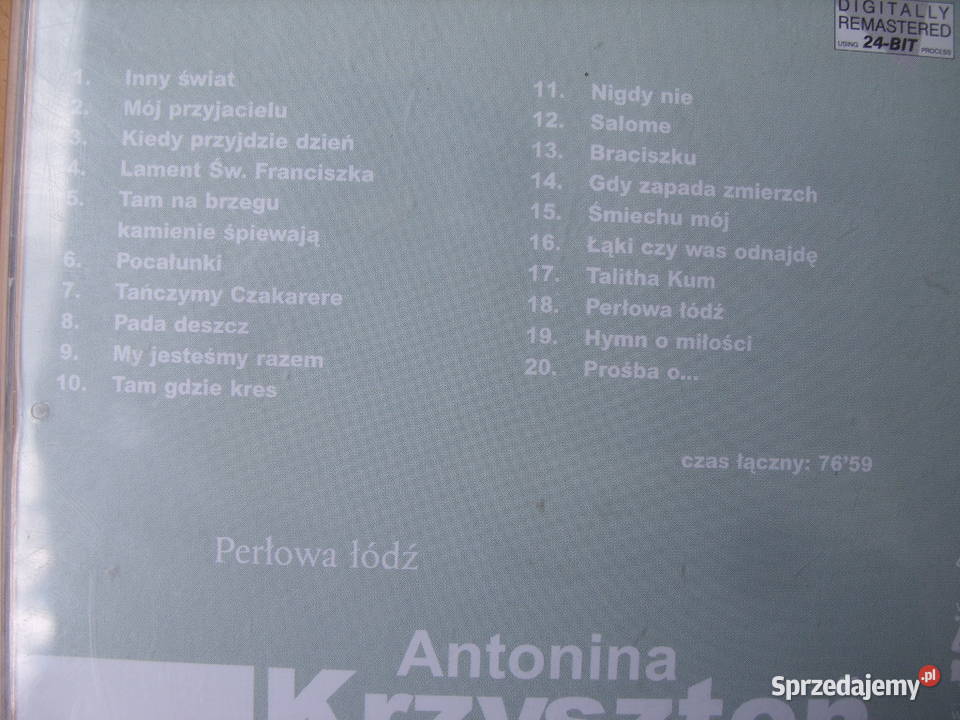 DIGITALLY
REMASTERED
USING 24-BIT PROCESS
1. Inny świat
2. Mój przyjacielu
3. Kiedy przyjdzie dzień
4. Lament Św. Franciszka
5. Tam na brzegu
kamienie śpiewają
6. Pocałunki
7. Tańczymy Czakarere
8. Pada deszcz
9. My jesteśmy razem
10. Tam gdzie kres
11. Nigdy nie
12. Salome
13. Braciszku
14. Gdy zapada zmierzch
15. Śmiechu mój
16. Łąki czy was odnajdę
17. Talitha Kum
18. Perłowa łódź
19. Hymn o miłości
20. Prośba o...
czas łączny: 76'59
Perłowa łódź
Antonina
Krzysztoń
Sprzedajemy.pl